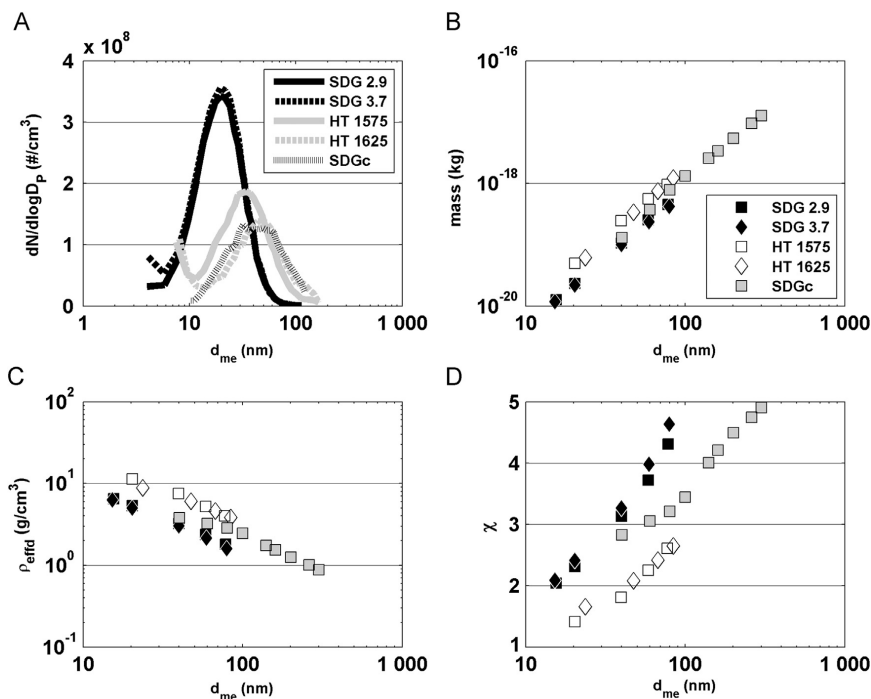 A
x 10^8
dN/dlogD_P (#/cm^3)
4
3
2
1
0
SDG 2.9
SDG 3.7
HT 1575
HT 1625
SDGc
1
10
100
1 000
d_me (nm)
B
mass (kg)
10^-16
10^-18
10^-20
SDG 2.9
SDG 3.7
HT 1575
HT 1625
SDGc
10
100
1 000
d_me (nm)
C
ρ_effd (g/cm^3)
10^2
10^1
10^0
10^-1
10
100
1 000
d_me (nm)
D
χ
5
4
3
2
1
10
100
1 000
d_me (nm)